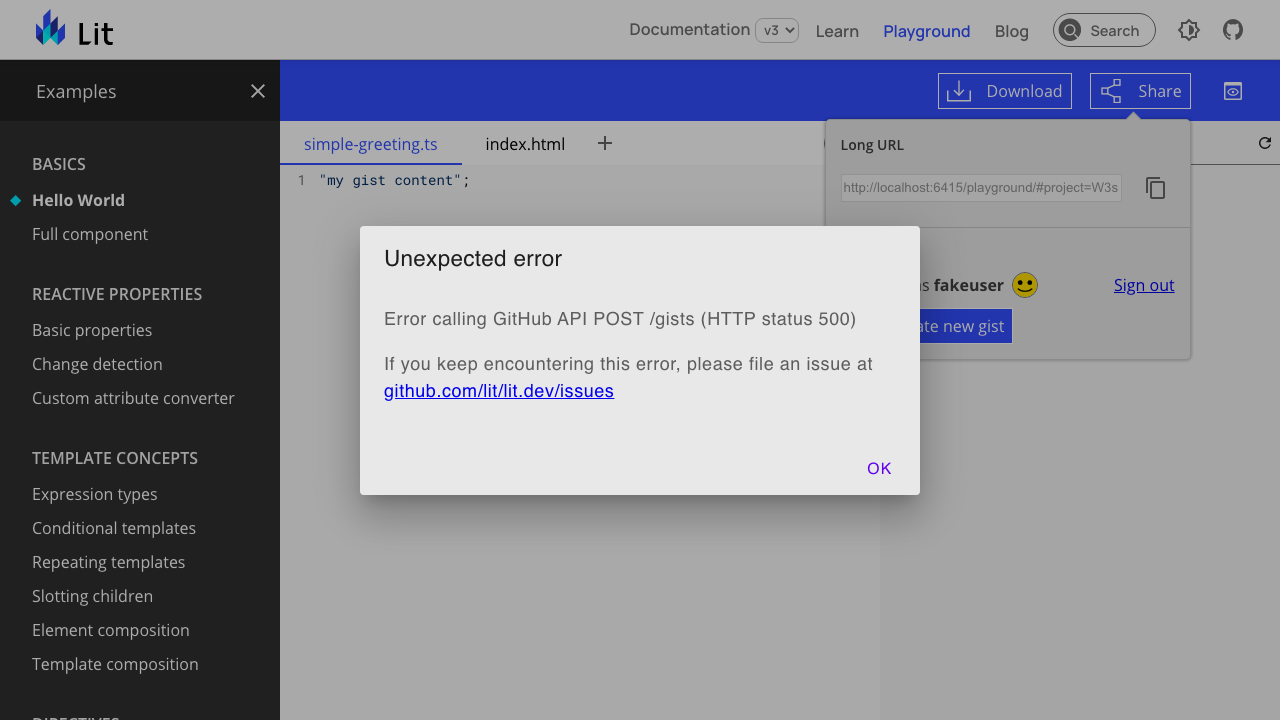 Lit
Documentation v3 Learn Playground Blog Search
Examples
Download Share
BASICS
Hello World
Full component
REACTIVE PROPERTIES
Basic properties
Change detection
Custom attribute converter
TEMPLATE CONCEPTS
Expression types
Conditional templates
Repeating templates
Slotting children
Element composition
Template composition
simple-greeting.ts index.html
1 "my gist content";
Long URL
http://localhost:6415/playground/#project=W3s
fakeuser Sign out
new gist
Unexpected error
Error calling GitHub API POST /gists (HTTP status 500)
If you keep encountering this error, please file an issue at
github.com/lit/lit.dev/issues
OK